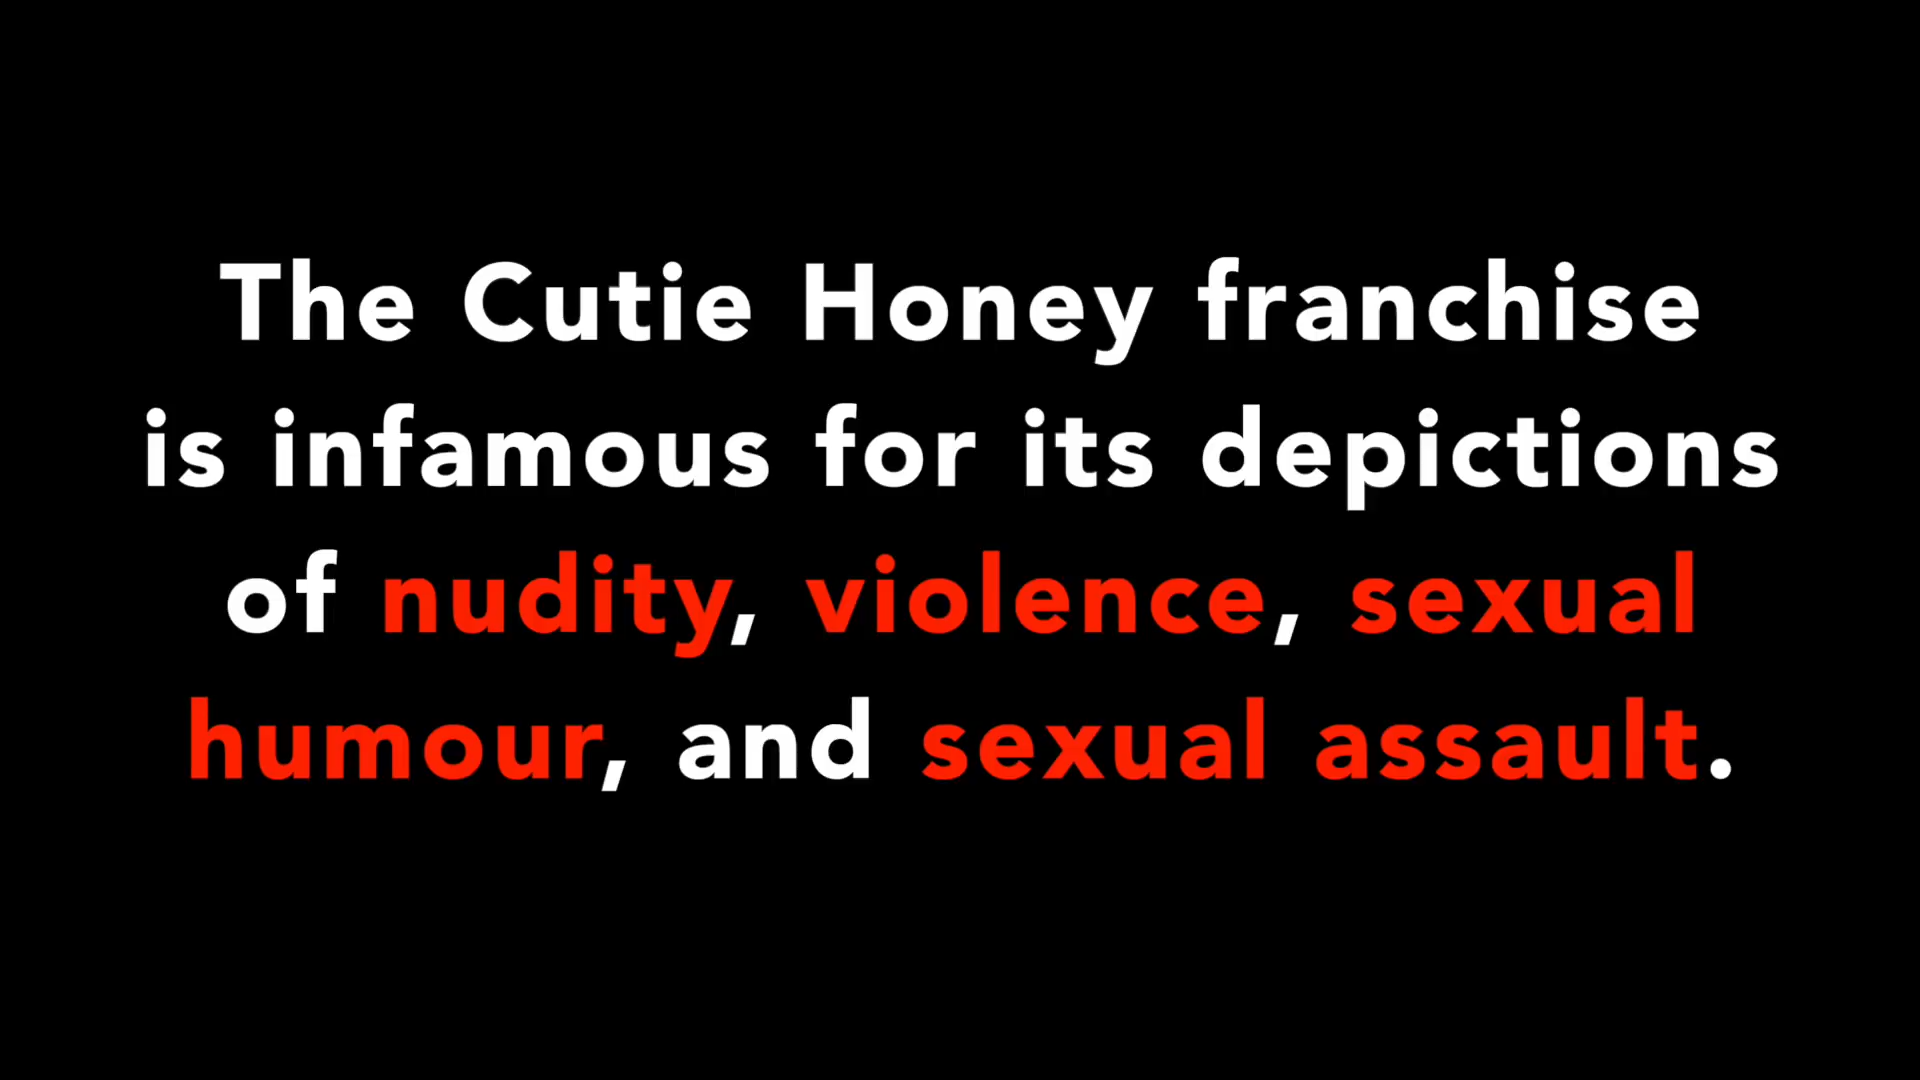 The Cutie Honey franchise
is infamous for its depictions
of nudity, violence, sexual
humour, and sexual assault.